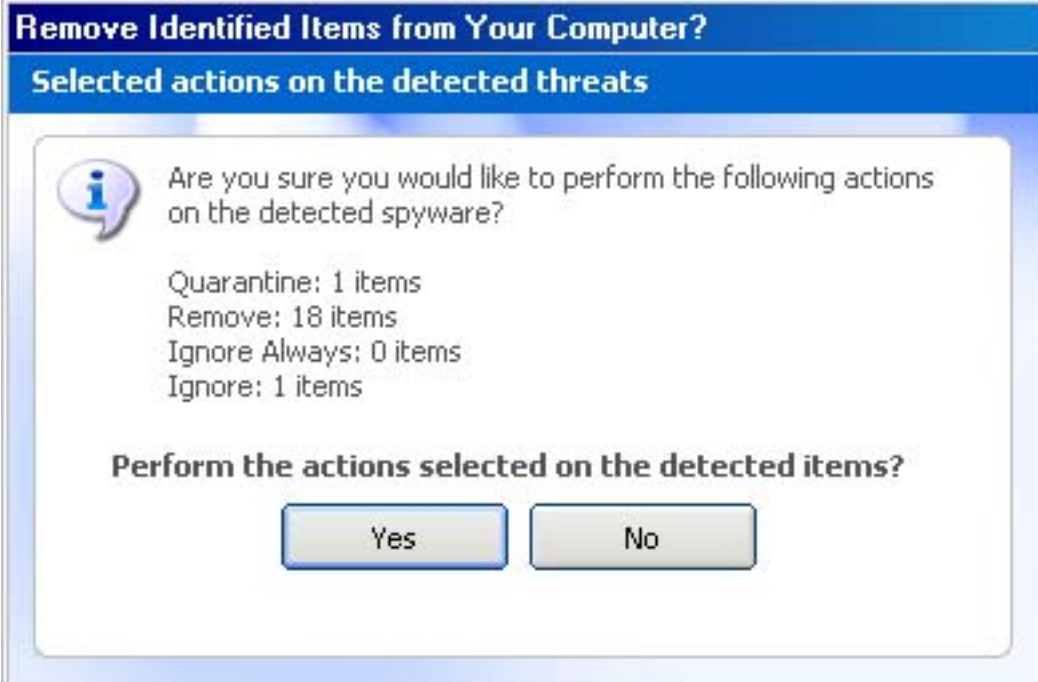 Remove Identified Items from Your Computer?
Selected actions on the detected threats
Are you sure you would like to perform the following actions
on the detected spyware?
Quarantine: 1 items
Remove: 18 items
Ignore Always: 0 items
Ignore: 1 items
Perform the actions selected on the detected items?
Yes
No